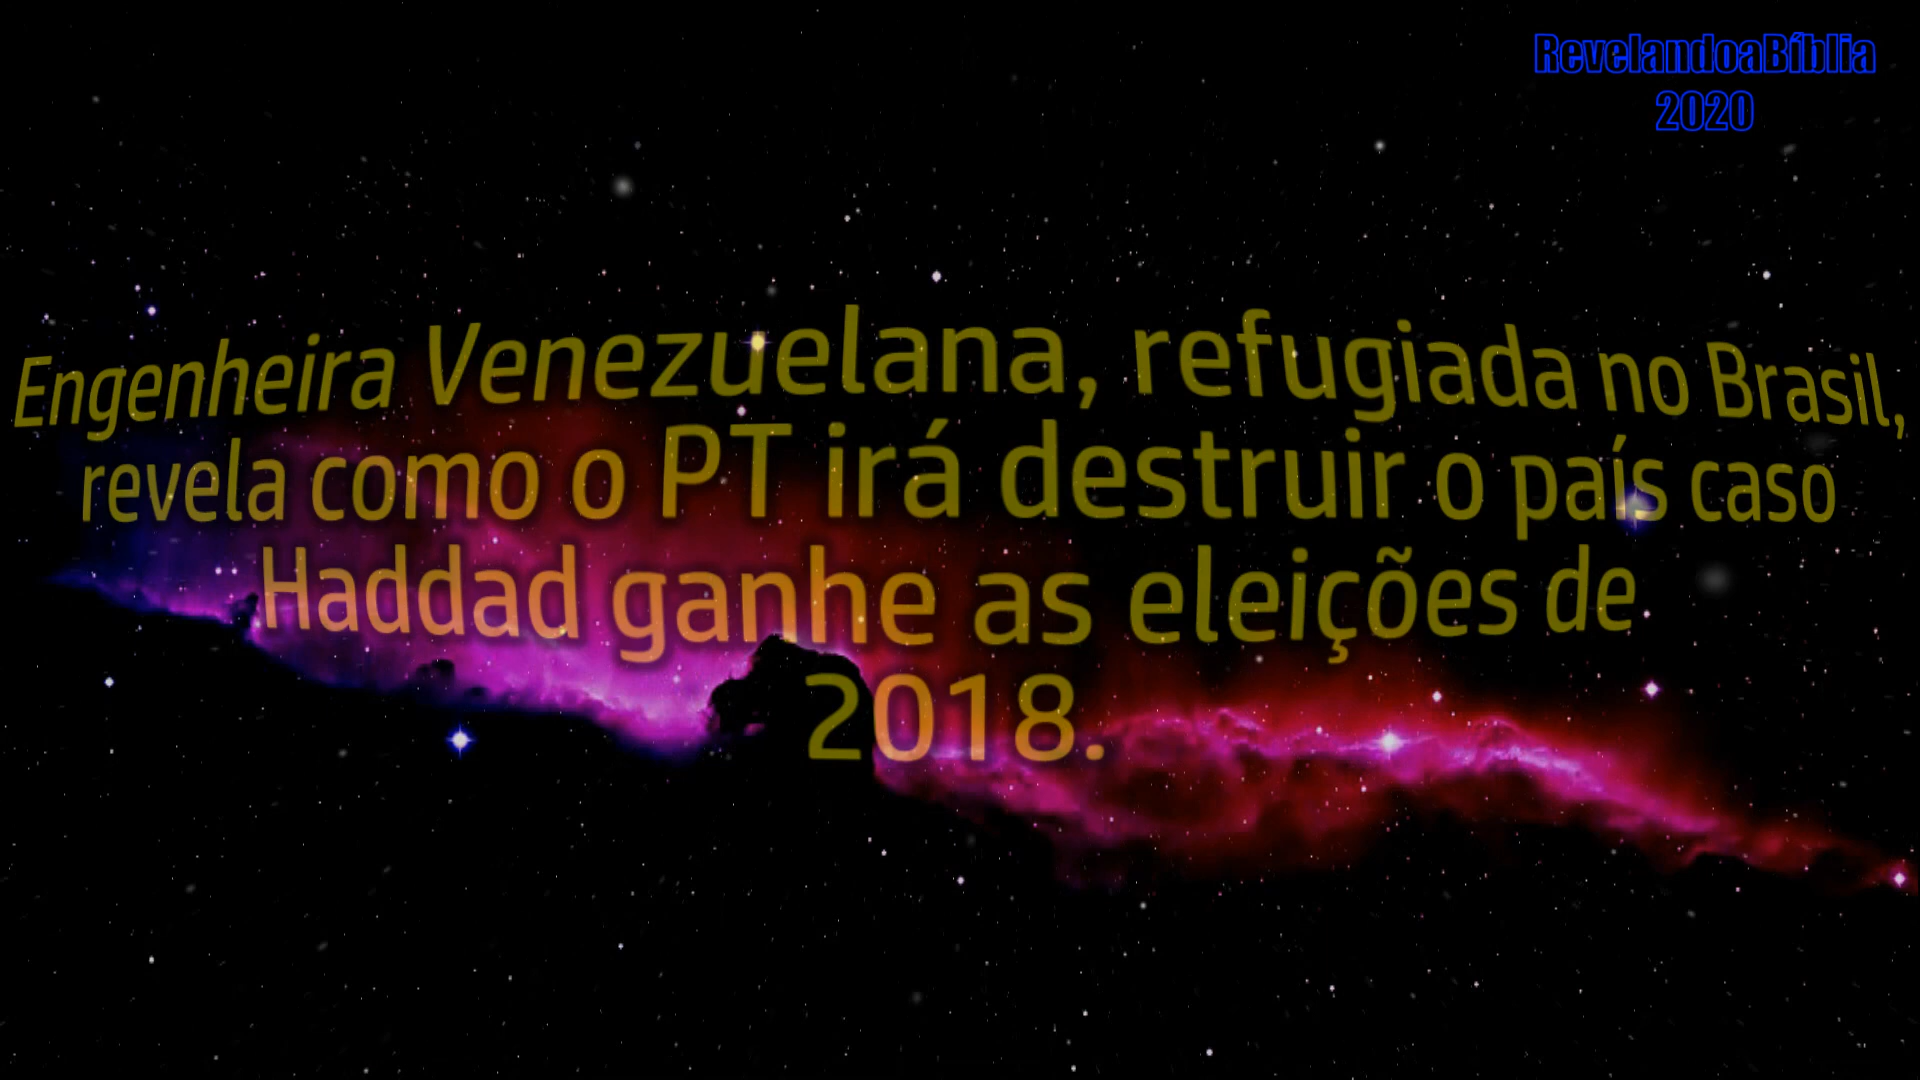 RevelandoaBíblia
2020
Engenheira Venezuelana, refugiada no Brasil,
revela como o PT irá destruir o país caso
Haddad ganhe as eleições de
2018.